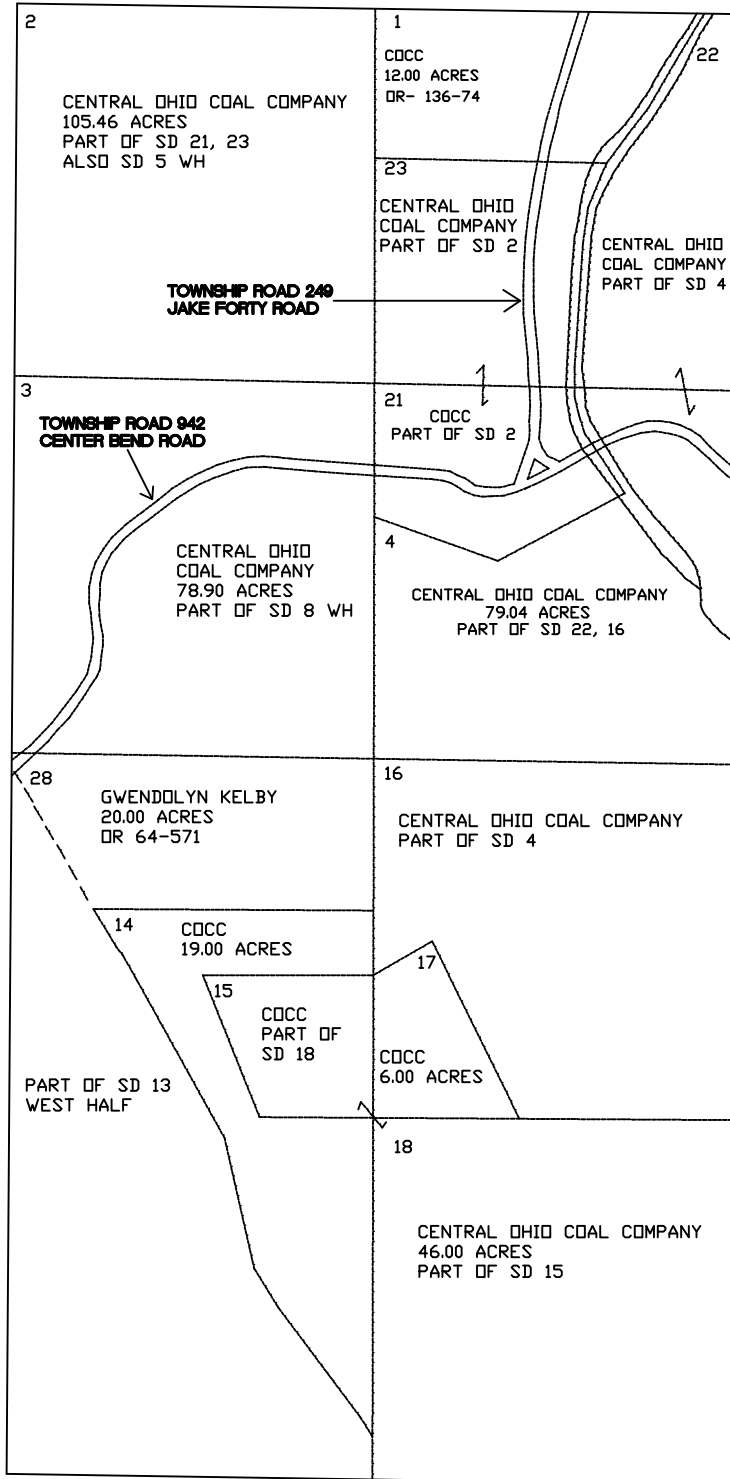 2
CENTRAL OHIO COAL COMPANY
105.46 ACRES
PART OF SD 21, 23
ALSO SD 5 WH
1
COCC
12.00 ACRES
OR- 136-74
22
23
CENTRAL OHIO
COAL COMPANY
PART OF SD 2
CENTRAL OHIO
COAL COMPANY
PART OF SD 4
TOWNSHIP ROAD 249
JAKE FORTY ROAD
3
TOWNSHIP ROAD 942
CENTER BEND ROAD
21
COCC
PART OF SD 2
CENTRAL OHIO
COAL COMPANY
78.90 ACRES
PART OF SD 8 WH
4
CENTRAL OHIO COAL COMPANY
79.04 ACRES
PART OF SD 22, 16
28
GWENDOLYN KELBY
20.00 ACRES
OR 64-571
16
CENTRAL OHIO COAL COMPANY
PART OF SD 4
14
COCC
19.00 ACRES
15
COCC
PART OF
SD 18
17
COCC
6.00 ACRES
PART OF SD 13
WEST HALF
18
CENTRAL OHIO COAL COMPANY
46.00 ACRES
PART OF SD 15